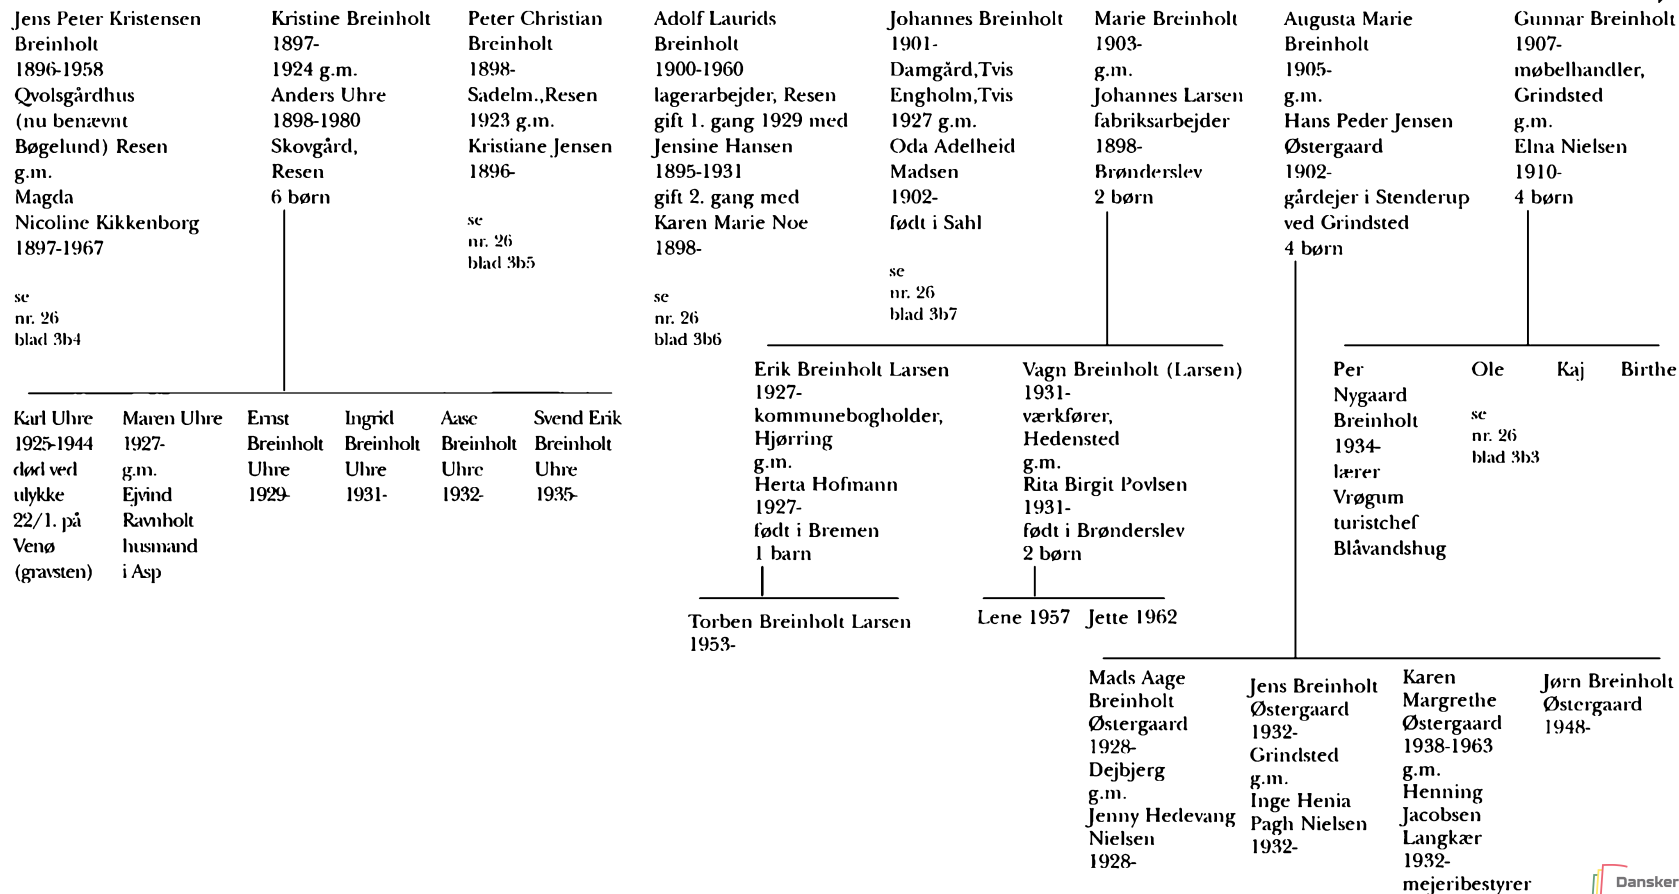 Jens Peter Kristensen
Breinholt
1896-1958
Qvolsgårdhus
(nu benævnt
Bøgelund) Resen
g.m.
Magda
Nicoline Kikkenborg
1897-1967
se
nr. 26
blad 3b4
Kristine Breinholt
1897-
1924 g.m.
Anders Uhre
1898-1980
Skovgård,
Resen
6 børn
Peter Christian
Breinholt
1898-
Sadelm.,Resen
1923 g.m.
Kristiane Jensen
1896-
se
nr. 26
blad 3b5
Adolf Laurids
Breinholt
1900-1960
lagerarbejder, Resen
gift 1. gang 1929 med
Jensine Hansen
1895-1931
gift 2. gang med
Karen Marie Noe
1898-
se
nr. 26
blad 3b6
Johannes Breinholt
1901-
Damgård,Tvis
Engholm,Tvis
1927 g.m.
Oda Adelheid
Madsen
1902-
født i Sahl
se
nr. 26
blad 3b7
Marie Breinholt
1903-
g.m.
Johannes Larsen
fabriksarbejder
1898-
Brønderslev
2 børn
Augusta Marie
Breinholt
1905-
g.m.
Hans Peder Jensen
Østergaard
1902-
gårdejer i Stenderup
ved Grindsted
4 børn
Gunnar Breinholt
1907-
møbelhandler,
Grindsted
g.m.
Elna Nielsen
1910-
4 børn
Karl Uhre
1925-1944
død ved
ulykke
22/1. på
Venø
(gravsten)
Maren Uhre
1927-
g.m.
Ejvind
Ravnholt
husmand
i Asp
Ernst
Breinholt
Uhre
1929-
Ingrid
Breinholt
Uhre
1931-
Aase
Breinholt
Uhre
1932-
Svend Erik
Breinholt
Uhre
1935-
Erik Breinholt Larsen
1927-
kommunebogholder,
Hjørring
g.m.
Herta Hofmann
1927-
født i Bremen
1 barn
Vagn Breinholt (Larsen)
1931-
værkfører,
Hedensted
g.m.
Rita Birgit Povlsen
1931-
født i Brønderslev
2 børn
Per
Nygaard
Breinholt
1934-
lærer
Vrøgum
turistchef
Blåvandshug
Ole
se
nr. 26
blad 3b3
Kaj
Birthe
Torben Breinholt Larsen
1953-
Lene 1957
Jette 1962
Mads Aage
Breinholt
Østergaard
1928-
Dejbjerg
g.m.
Jenny Hedevang
Nielsen
1928-
Jens Breinholt
Østergaard
1932-
Grindsted
g.m.
Inge Henia
Pagh Nielsen
1932-
Karen
Margrethe
Østergaard
1938-1963
g.m.
Henning
Jacobsen
Langkær
1932-
mejeribestyrer
Jørn Breinholt
Østergaard
1948-
Dansker